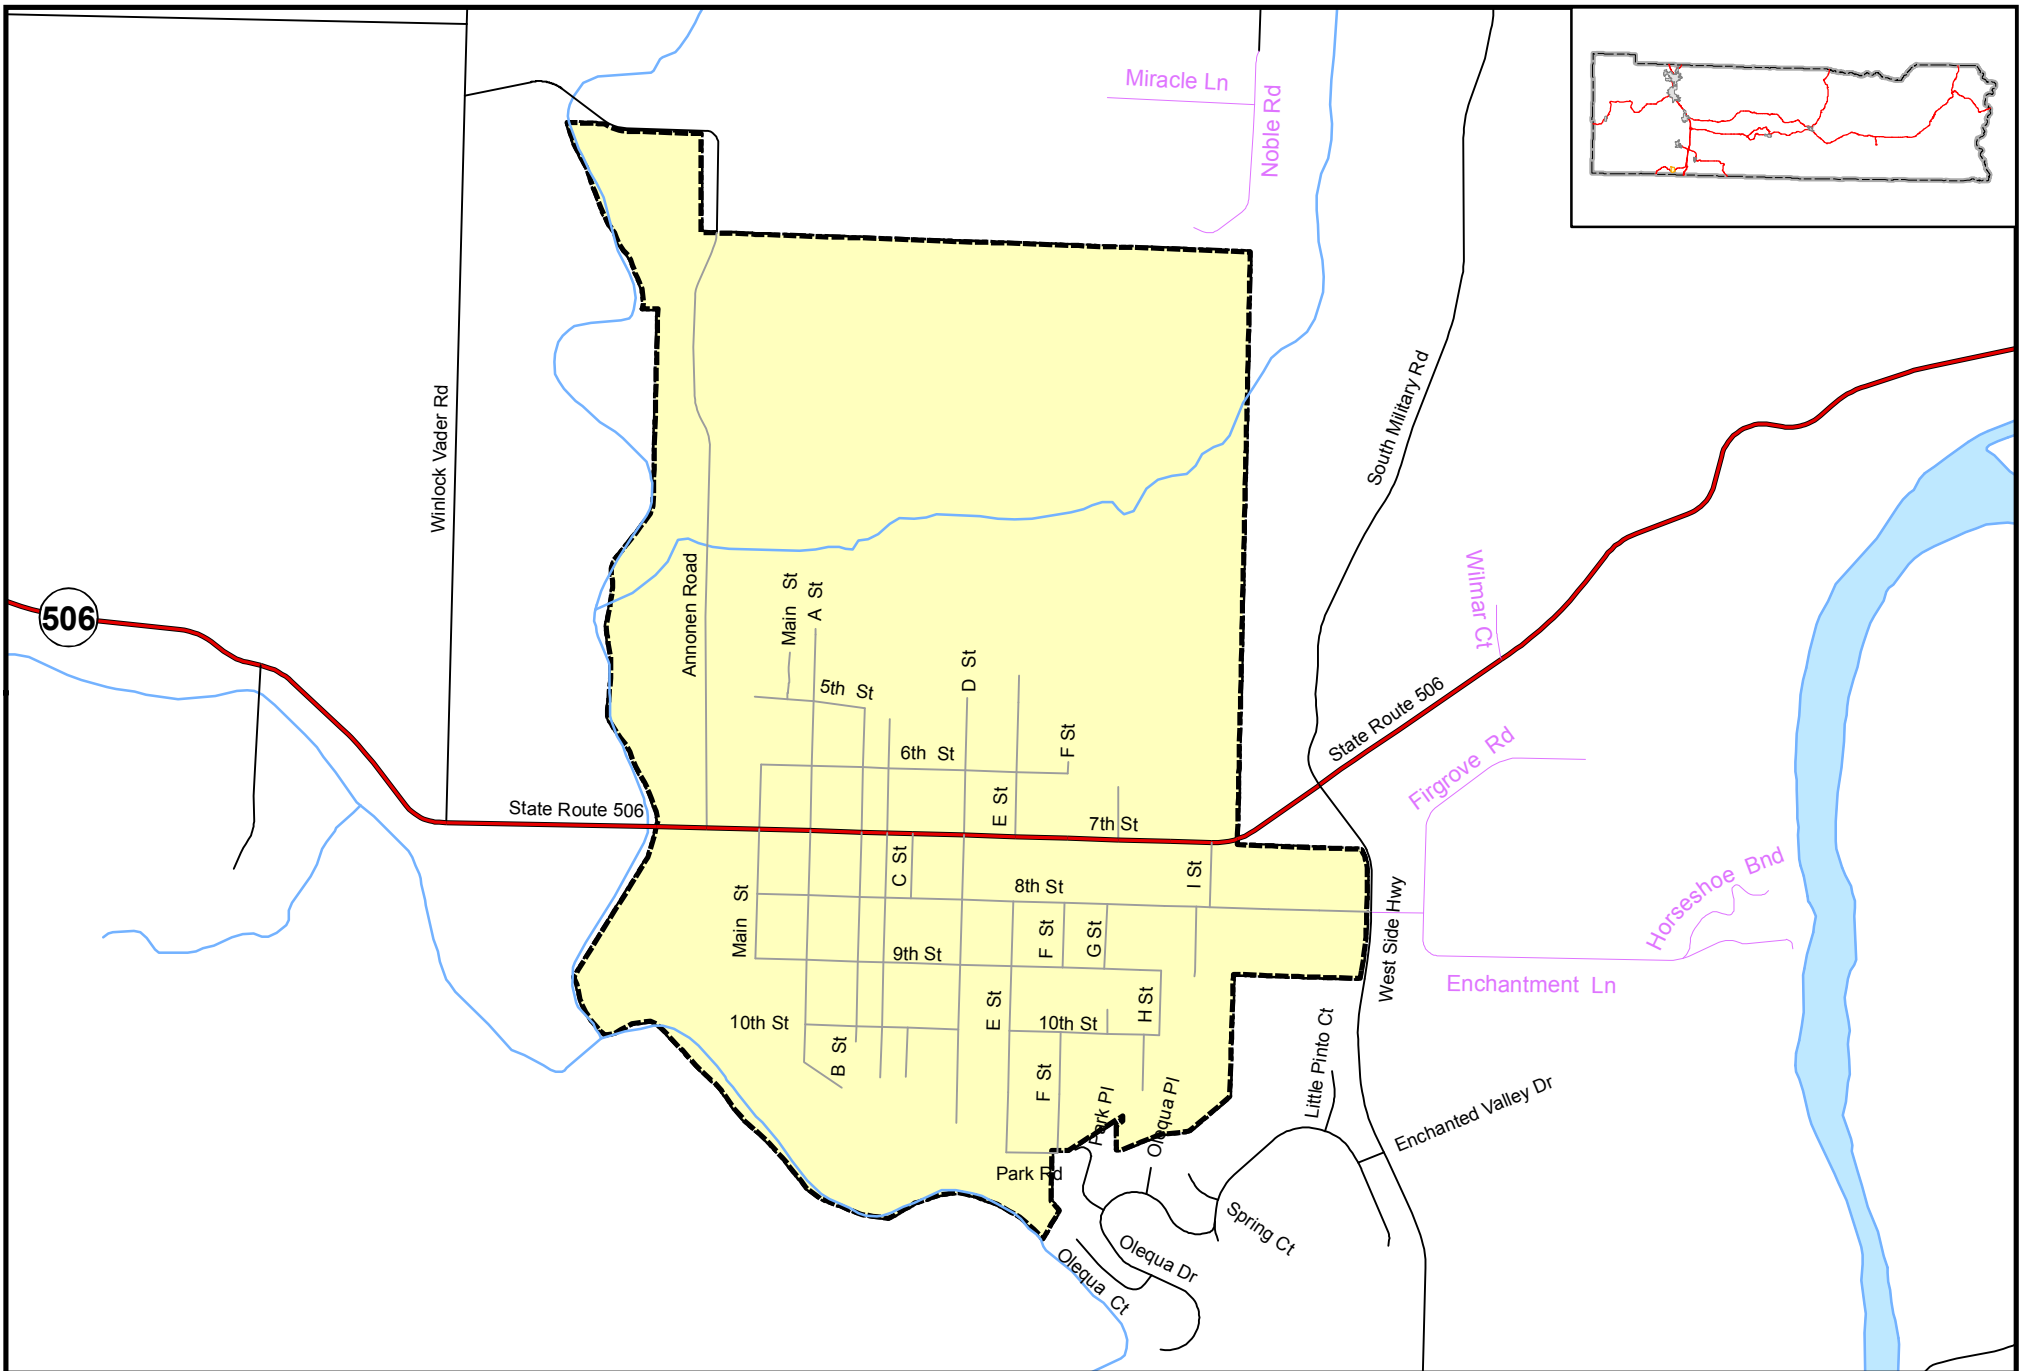 Miracle Ln
Noble Rd
Winlock Vader Rd
South Military Rd
506
Annonen Road
Main St
A St
Wilmar Ct
5th St
D St
State Route 506
6th St
F St
Firgrove Rd
State Route 506
E St
7th St
C St
I St
8th St
Horseshoe Bnd
Main St
F St
G St
West Side Hwy
9th St
Enchantment Ln
10th St
E St
10th St
H St
B St
F St
Park Pl
Olequa Pl
Little Pinto Ct
Enchanted Valley Dr
Park Rd
Spring Ct
Olequa Dr
Olequa Ct